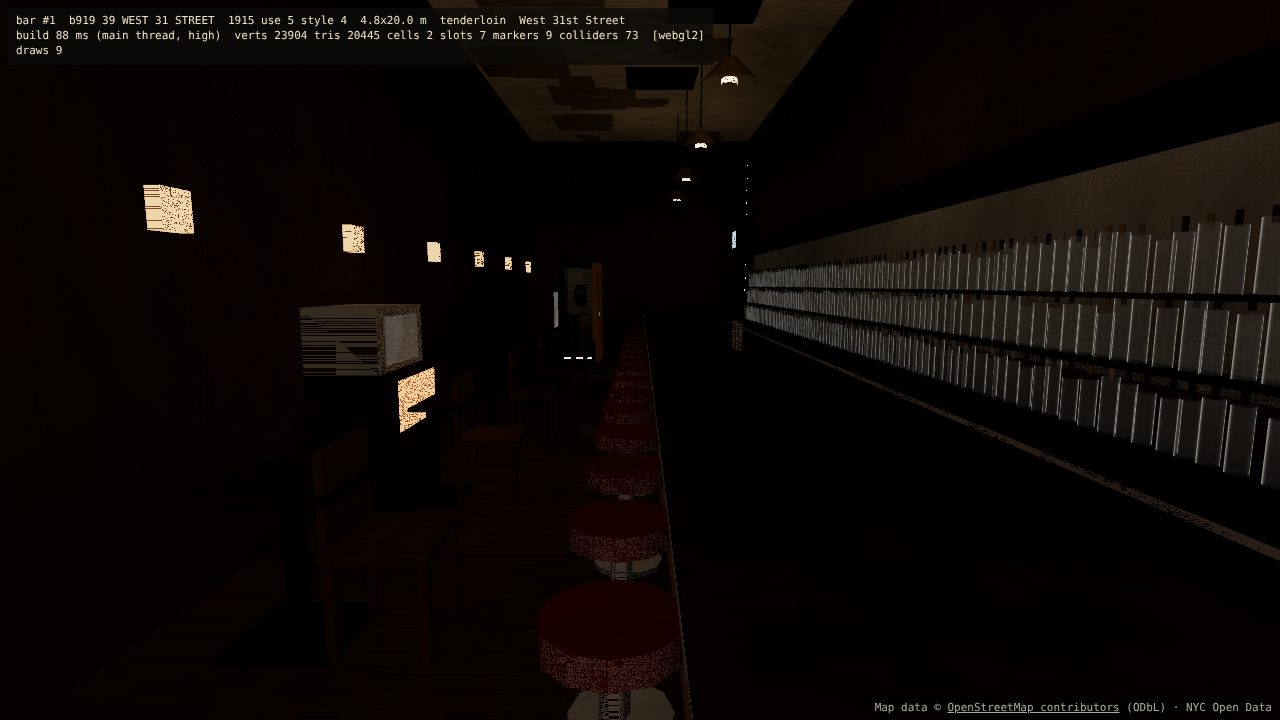 bar #1  b919 39 WEST 31 STREET  1915 use 5 style 4  4.8x20.0 m  tenderloin  West 31st Street
build 88 ms (main thread, high)  verts 23904 tris 20445 cells 2 slots 7 markers 9 colliders 73  [webgl2]
draws 9
Map data © OpenStreetMap contributors (ODbL) · NYC Open Data